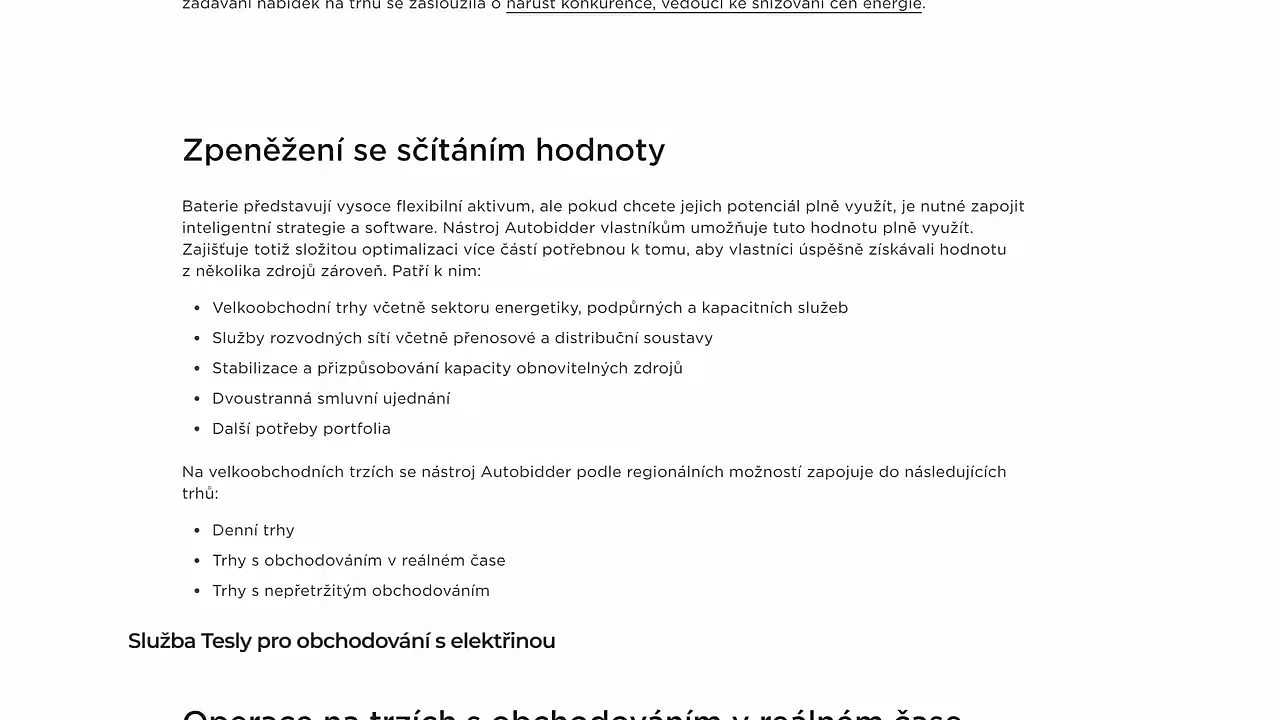 zadávání nabídek na trhu se zasloužila o nárůst konkurence, vedoucí ke snižování cen energie.
Zpeněžení se sčítáním hodnoty
Baterie představují vysoce flexibilní aktivum, ale pokud chcete jejich potenciál plně využít, je nutné zapojit
inteligentní strategie a software. Nástroj Autobidder vlastníkům umožňuje tuto hodnotu plně využít.
Zajišťuje totiž složitou optimalizaci více částí potřebnou k tomu, aby vlastníci úspěšně získávali hodnotu
z několika zdrojů zároveň. Patří k nim:
• Velkoobchodní trhy včetně sektoru energetiky, podpůrných a kapacitních služeb
• Služby rozvodných sítí včetně přenosové a distribuční soustavy
• Stabilizace a přizpůsobování kapacity obnovitelných zdrojů
• Dvoustranná smluvní ujednání
• Další potřeby portfolia
Na velkoobchodních trzích se nástroj Autobidder podle regionálních možností zapojuje do následujících
trhů:
• Denní trhy
• Trhy s obchodováním v reálném čase
• Trhy s nepřetržitým obchodováním
Služba Tesly pro obchodování s elektřinou
Operace na trzích s obchodováním v reálném čase